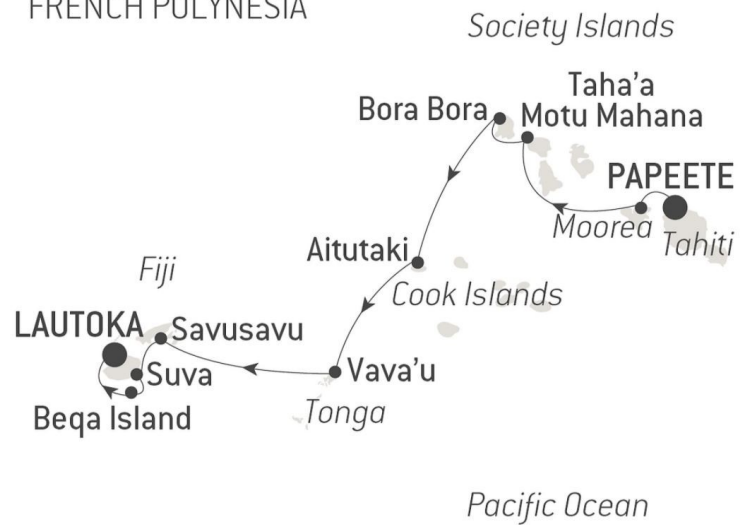 FRENCH POLYNESIA
Society Islands
Taha'a
Bora Bora
Motu Mahana
PAPEETE
Moorea
Tahiti
Aitutaki
Fiji
Cook Islands
LAUTOKA
Savusavu
Suva
Vava'u
Beqa Island
Tonga
Pacific Ocean